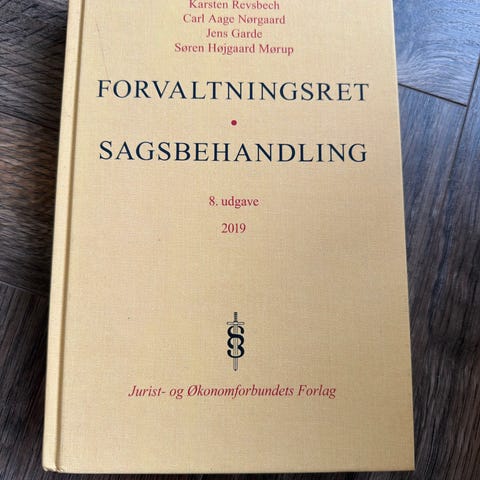 Karsten Revsbech
Carl Aage Nørgaard
Jens Garde
Søren Højgaard Mørup
FORVALTNINGSRET
•
SAGSBEHANDLING
8. udgave
2019
Jurist- og Økonomforbundets Forlag